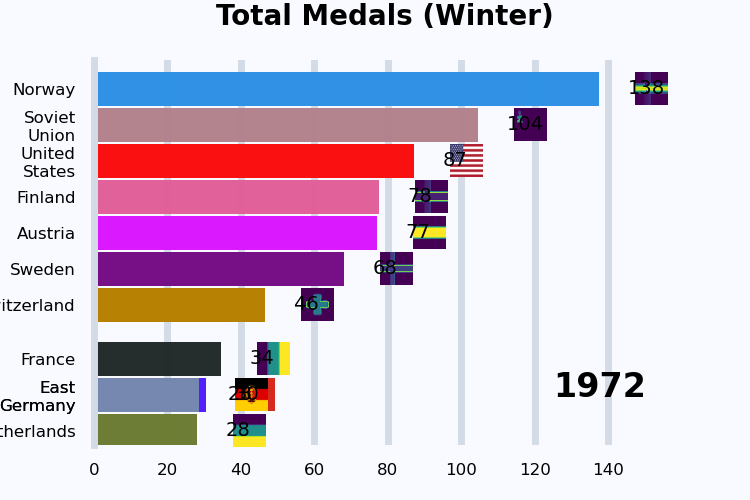 Total Medals (Winter)
Norway
138
Soviet
Union
104
United
States
87
Finland
78
Austria
77
Sweden
68
itzerland
46
France
34
East
Germany
therlands
28
1972
0 20 40 60 80 100 120 140